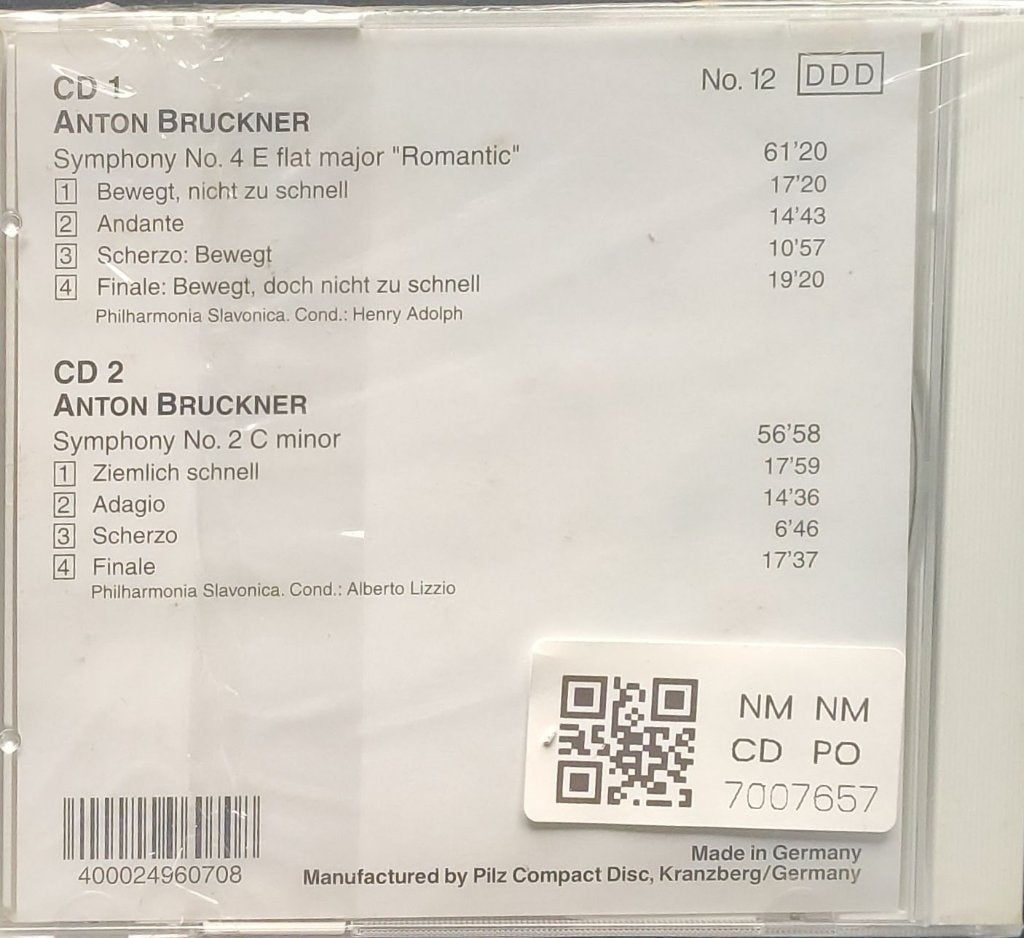 CD 1
No. 12 DDD
ANTON BRUCKNER
Symphony No. 4 E flat major "Romantic" 61'20
1 Bewegt, nicht zu schnell 17'20
2 Andante 14'43
3 Scherzo: Bewegt 10'57
4 Finale: Bewegt, doch nicht zu schnell 19'20
Philharmonia Slavonica. Cond.: Henry Adolph
CD 2
ANTON BRUCKNER
Symphony No. 2 C minor 56'58
1 Ziemlich schnell 17'59
2 Adagio 14'36
3 Scherzo 6'46
4 Finale 17'37
Philharmonia Slavonica. Cond.: Alberto Lizzio
NM NM
CD PO
7007657
400024960708
Made in Germany
Manufactured by Pilz Compact Disc, Kranzberg/Germany